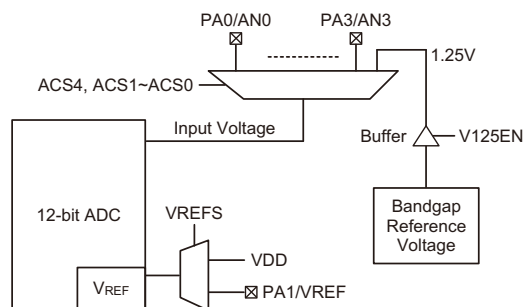 PA0/AN0 PA3/AN3
1.25V
ACS4, ACS1~ACS0
Input Voltage
Buffer V125EN
12-bit ADC
Bandgap
Reference
Voltage
VREFS
VDD
VREF
PA1/VREF